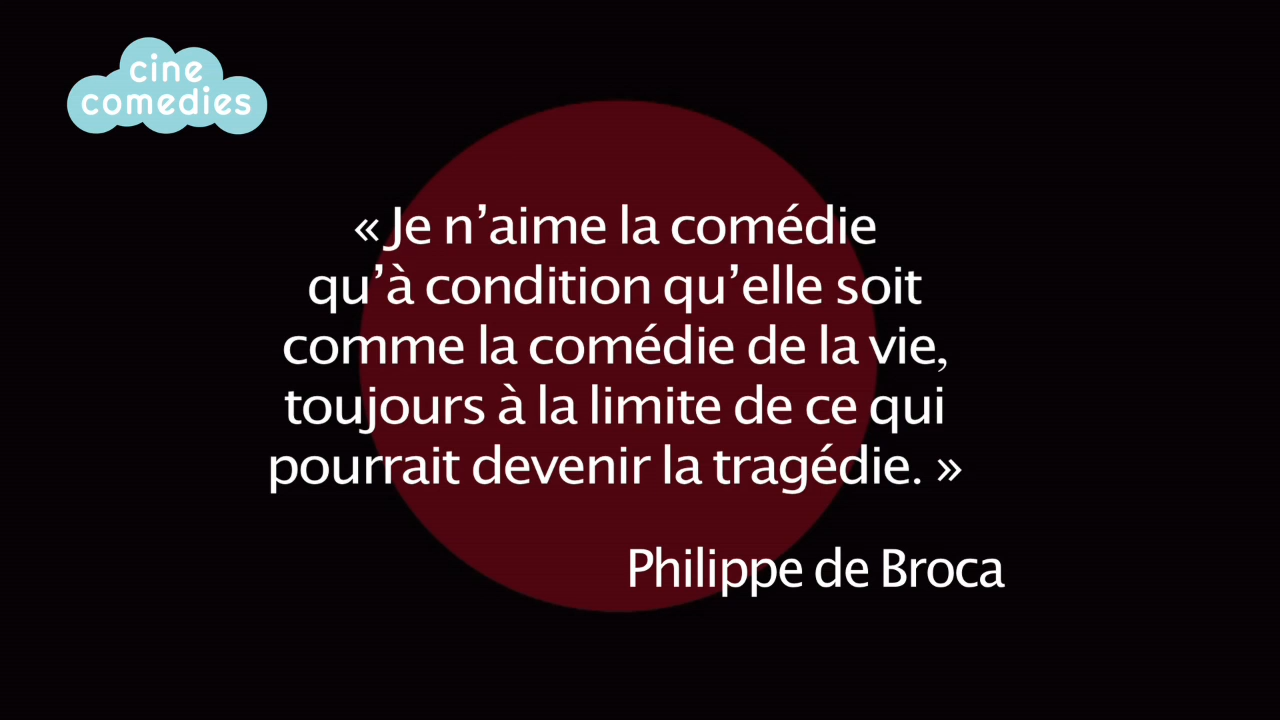 cine
comedies
« Je n’aime la comédie
qu’à condition qu’elle soit
comme la comédie de la vie,
toujours à la limite de ce qui
pourrait devenir la tragédie. »
Philippe de Broca